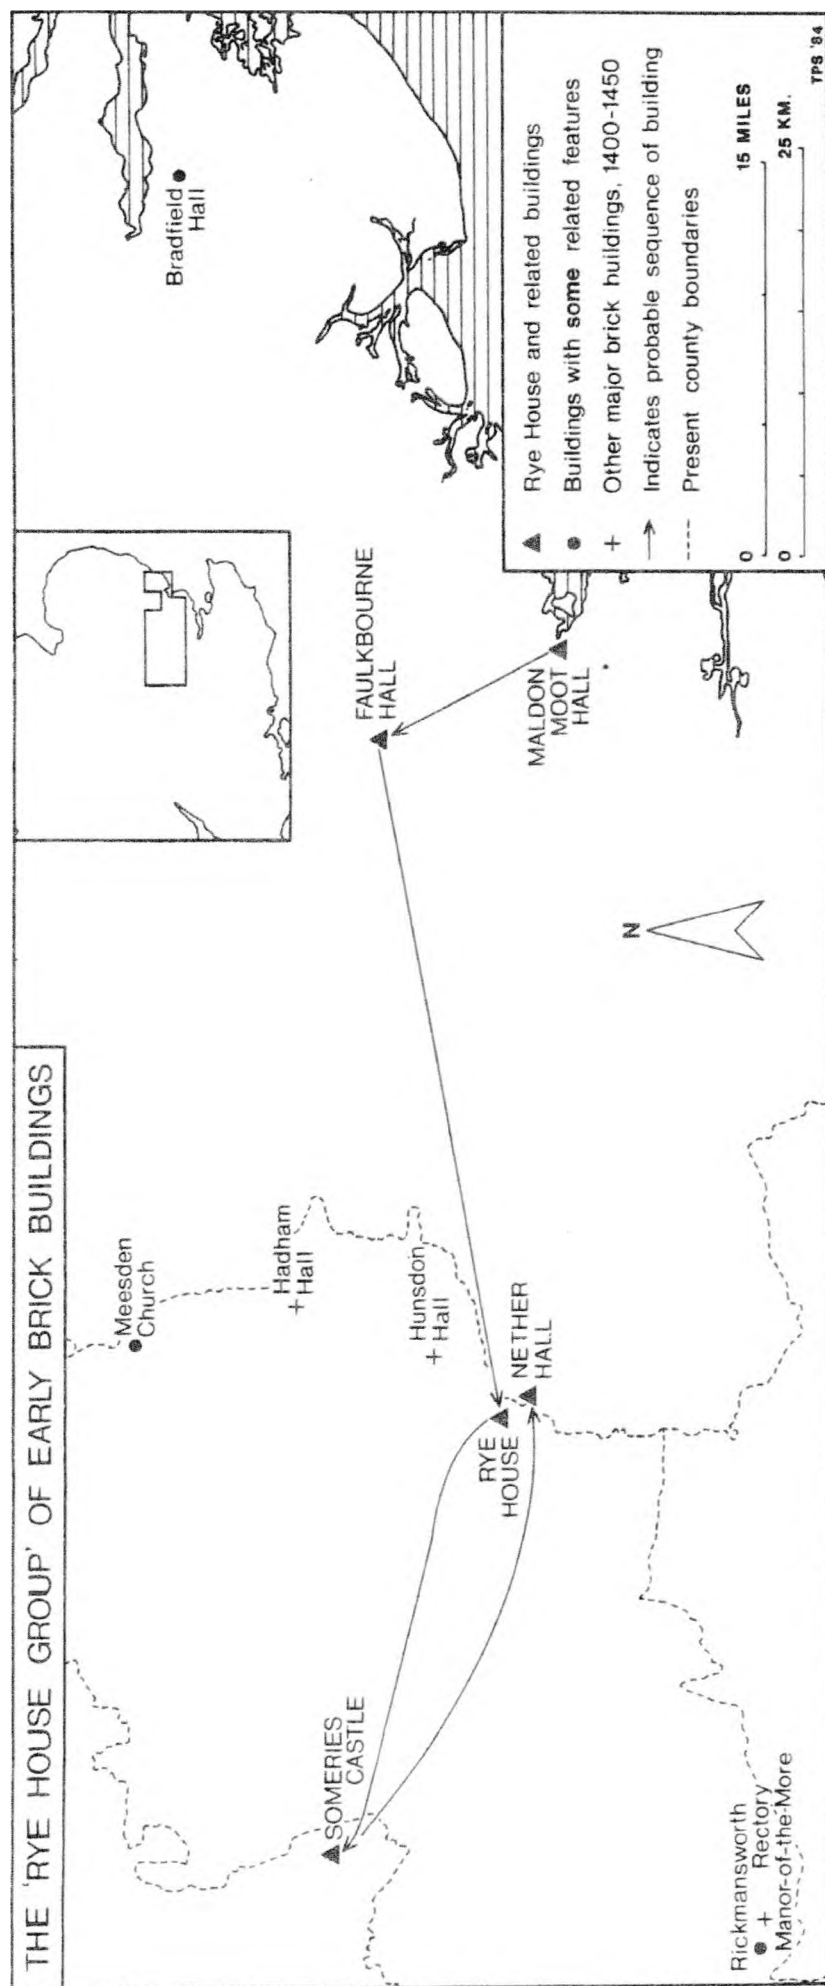 THE 'RYE HOUSE GROUP' OF EARLY BRICK BUILDINGS
Meesden
Church
Hadham
Hall
Hunsdon
Hall
SOMERIES
CASTLE
RYE
HOUSE
NETHER
HALL
Rickmansworth
Rectory
Manor-of-the-More
FAULKBOURNE
HALL
MALDON
MOOT
HALL
Bradfield
Hall
N
Rye House and related buildings
Buildings with some related features
Other major brick buildings, 1400-1450
Indicates probable sequence of building
Present county boundaries
0 15 MILES
0 25 KM.
TPS '84